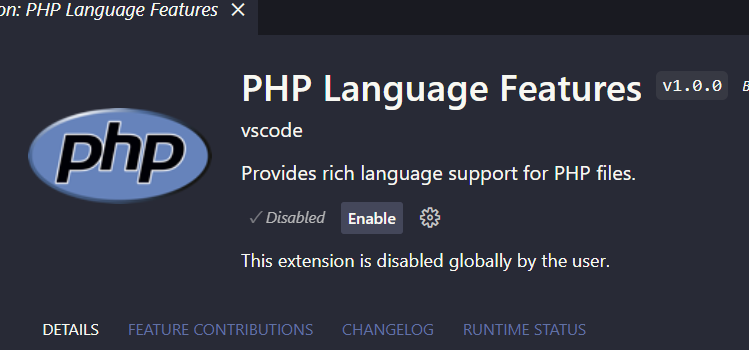 on: PHP Language Features
PHP Language Features v1.0.0
vscode
php
Provides rich language support for PHP files.
Disabled Enable
This extension is disabled globally by the user.
DETAILS FEATURE CONTRIBUTIONS CHANGELOG RUNTIME STATUS